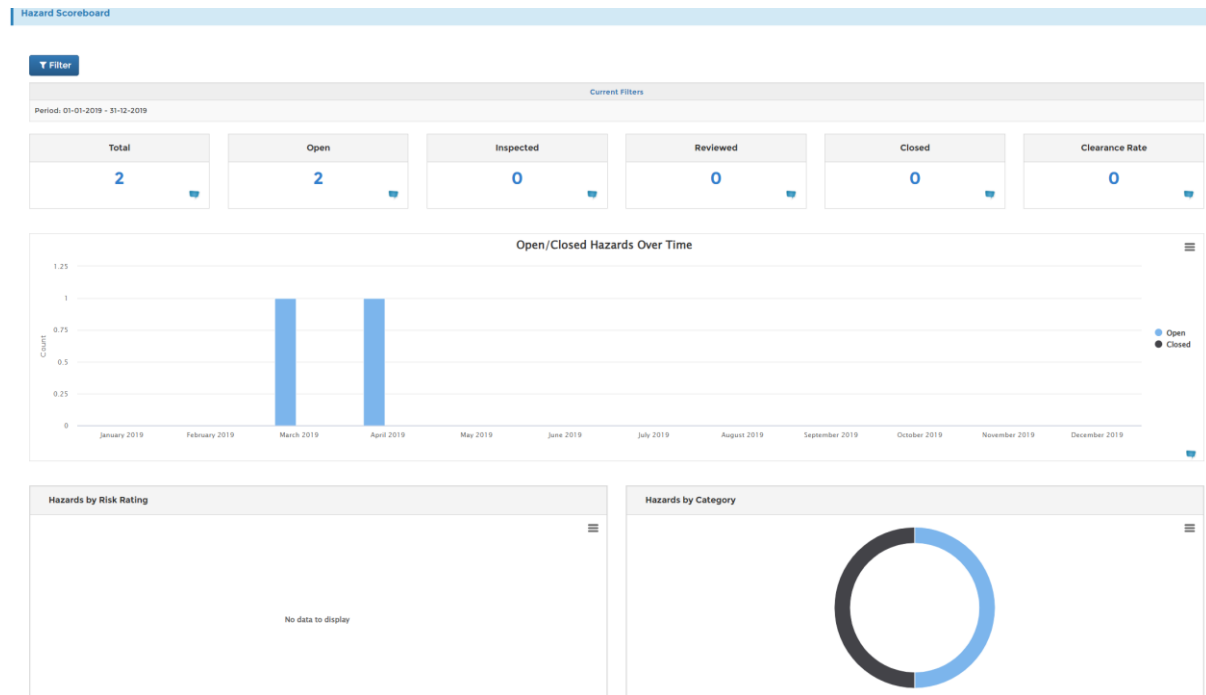 Hazard Scoreboard
Filter
Current Filters
Period: 01-01-2019 - 31-12-2019
Total Open Inspected Reviewed Closed Clearance Rate
2 2 0 0 0 0
Open/Closed Hazards Over Time
1.25
1
0.75
0.5
0.25
0
Count
January 2019 February 2019 March 2019 April 2019 May 2019 June 2019 July 2019 August 2019 September 2019 October 2019 November 2019 December 2019
Open
Closed
Hazards by Risk Rating Hazards by Category
No data to display